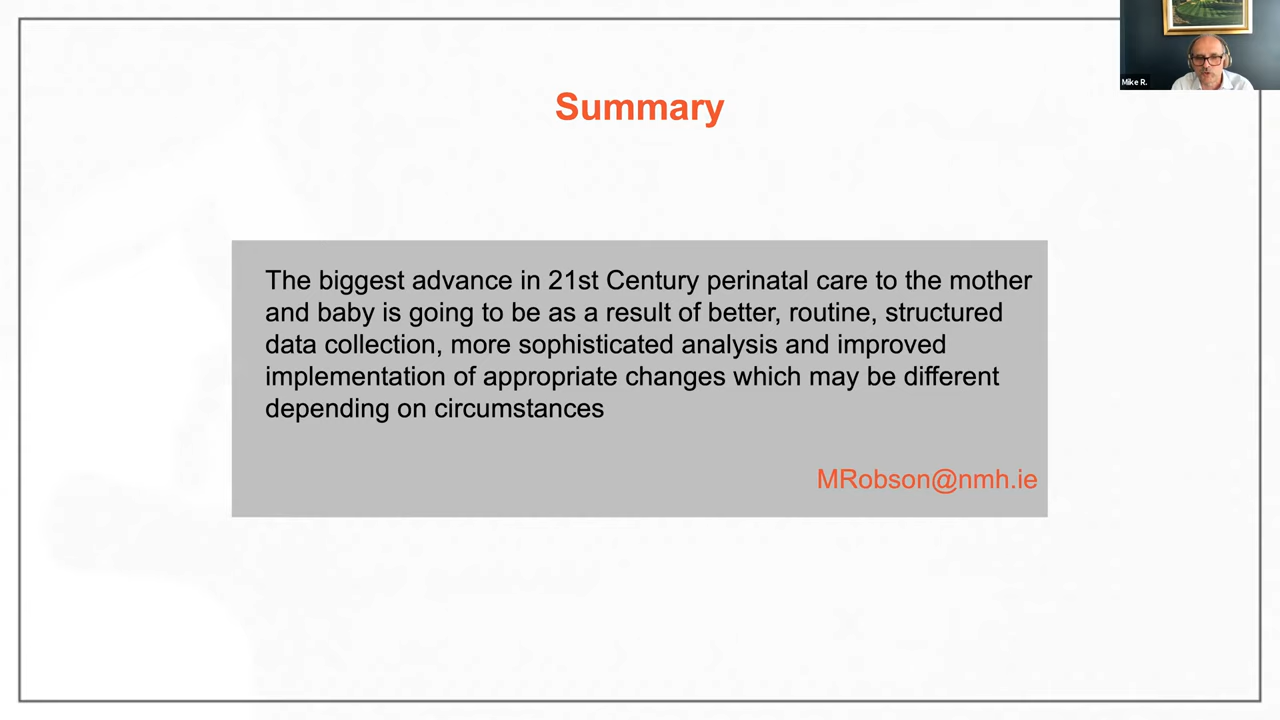 Mike R.
Summary
The biggest advance in 21st Century perinatal care to the mother
and baby is going to be as a result of better, routine, structured
data collection, more sophisticated analysis and improved
implementation of appropriate changes which may be different
depending on circumstances
MRobson@nmh.ie